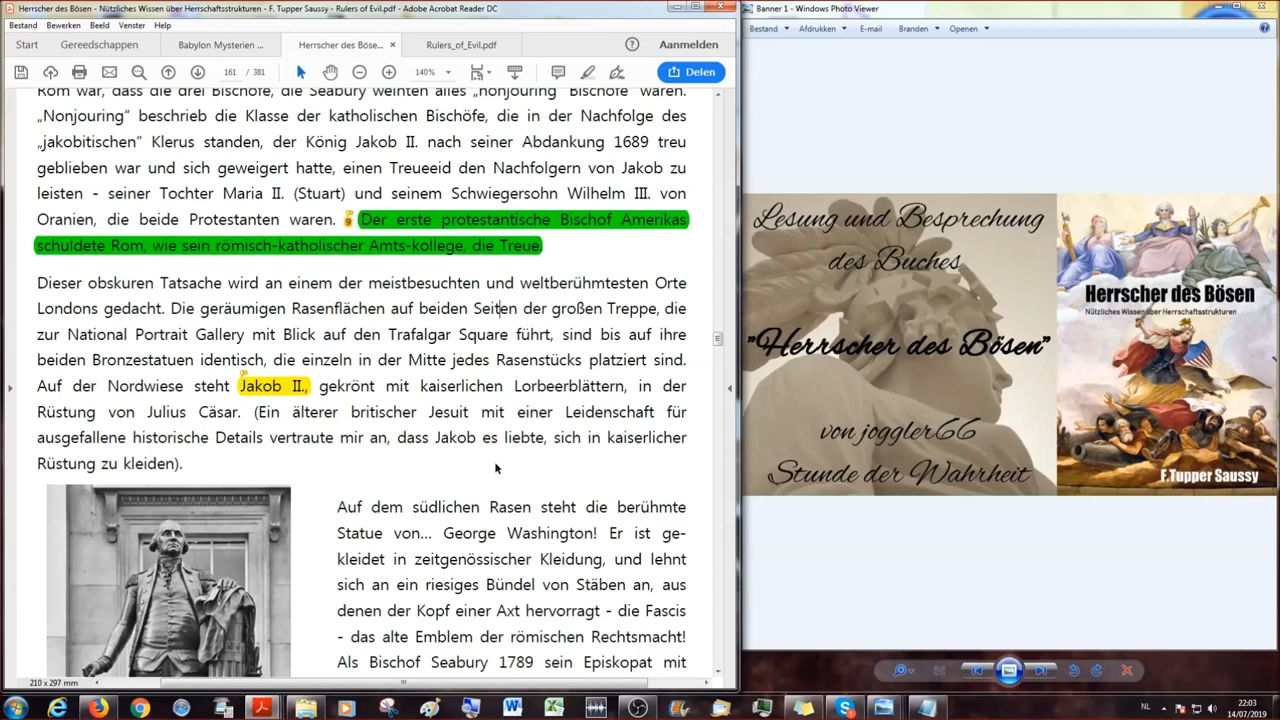 Herrscher des Bösen - Nützliches Wissen über Herrschaftsstrukturen - F. Tupper Saussy - Rulers of Evil.pdf - Adobe Acrobat Reader DC
Bestand Bewerken Beeld Venster Help
Start Gereedschappen Babylon Mysterien ... Herrscher des Böse... × Rulers_of_Evil.pdf Aanmelden
161 / 381 140% Delen
Rom war, dass die drei Bischöfe, die Seabury weihten alles „nonjouring“ Bischöfe waren.
„Nonjouring“ beschrieb die Klasse der katholischen Bischöfe, die in der Nachfolge des
„jakobitischen“ Klerus standen, der König Jakob II. nach seiner Abdankung 1689 treu
geblieben war und sich geweigert hatte, einen Treueeid den Nachfolgern von Jakob zu
leisten - seiner Tochter Maria II. (Stuart) und seinem Schwiegersohn Wilhelm III. von
Oranien, die beide Protestanten waren. 9 Der erste protestantische Bischof Amerikas
schuldete Rom, wie sein römisch-katholischer Amts-kollege, die Treue.
Dieser obskuren Tatsache wird an einem der meistbesuchten und weltberühmtesten Orte
Londons gedacht. Die geräumigen Rasenflächen auf beiden Seiten der großen Treppe, die
zur National Portrait Gallery mit Blick auf den Trafalgar Square führt, sind bis auf ihre
beiden Bronzestatuen identisch, die einzeln in der Mitte jedes Rasenstücks platziert sind.
Auf der Nordwiese steht Jakob II., gekrönt mit kaiserlichen Lorbeerblättern, in der
Rüstung von Julius Cäsar. (Ein älterer britischer Jesuit mit einer Leidenschaft für
ausgefallene historische Details vertraute mir an, dass Jakob es liebte, sich in kaiserlicher
Rüstung zu kleiden).
Auf dem südlichen Rasen steht die berühmte
Statue von... George Washington! Er ist ge-
kleidet in zeitgenössischer Kleidung, und lehnt
sich an ein riesiges Bündel von Stäben an, aus
denen der Kopf einer Axt hervorragt - die Fascis
- das alte Emblem der römischen Rechtsmacht!
Als Bischof Seabury 1789 sein Episkopat mit
210 x 297 mm
Banner 1 - Windows Photo Viewer
Bestand Afdrukken E-mail Branden Openen
Lesung und Besprechung
des Buches
"Herrscher des Bösen"
von joggler66
Stunde der Wahrheit
Herrscher des Bösen
Nützliches Wissen über Herrschaftsstrukturen
F.Tupper Saussy
NL 22:03
14/07/2019